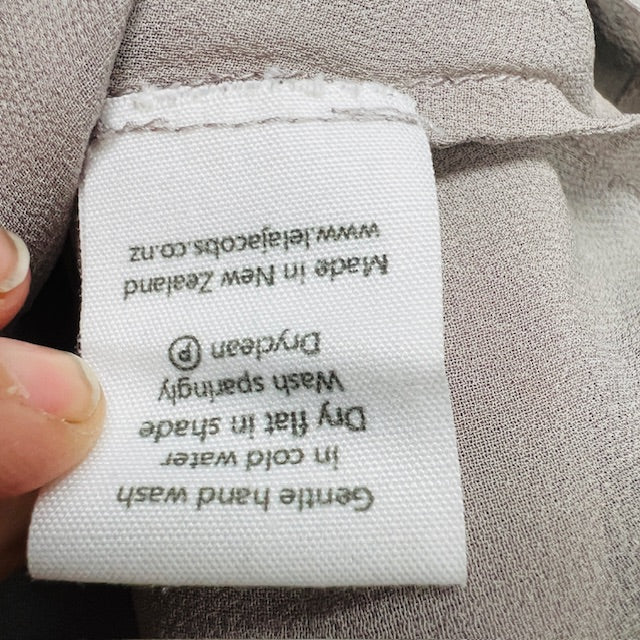 Gentle hand wash
in cold water
Dry flat in shade
Wash sparingly
Dryclean Ⓟ
Made in New Zealand
www.lelajacobs.co.nz